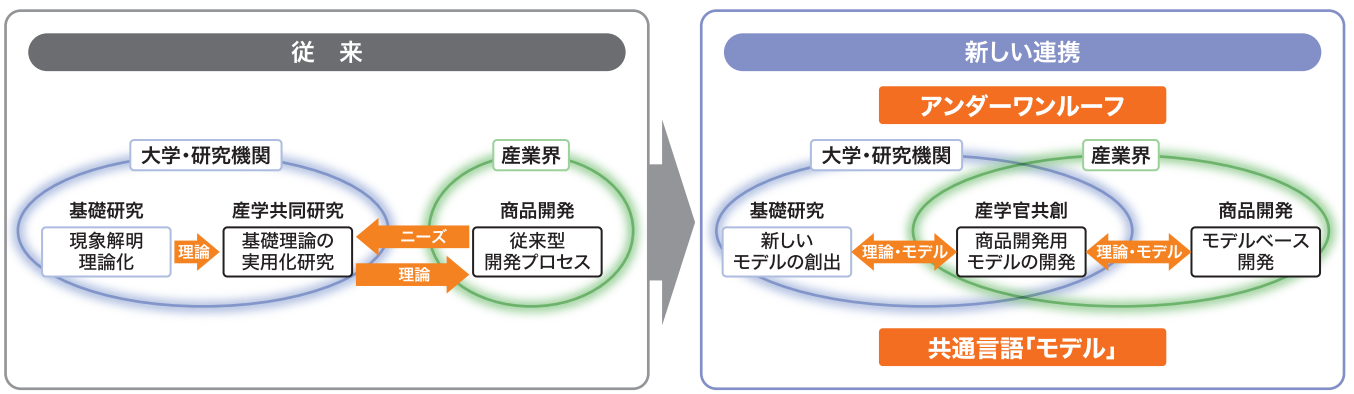 従 来
大学・研究機関
産業界
基礎研究
産学共同研究
商品開発
現象解明
理論化
理論
基礎理論の
実用化研究
ニーズ
理論
従来型
開発プロセス
新しい連携
アンダーワンルーフ
大学・研究機関
産業界
基礎研究
産学官共創
商品開発
新しい
モデルの創出
理論・モデル
商品開発用
モデルの開発
理論・モデル
モデルベース
開発
共通言語「モデル」